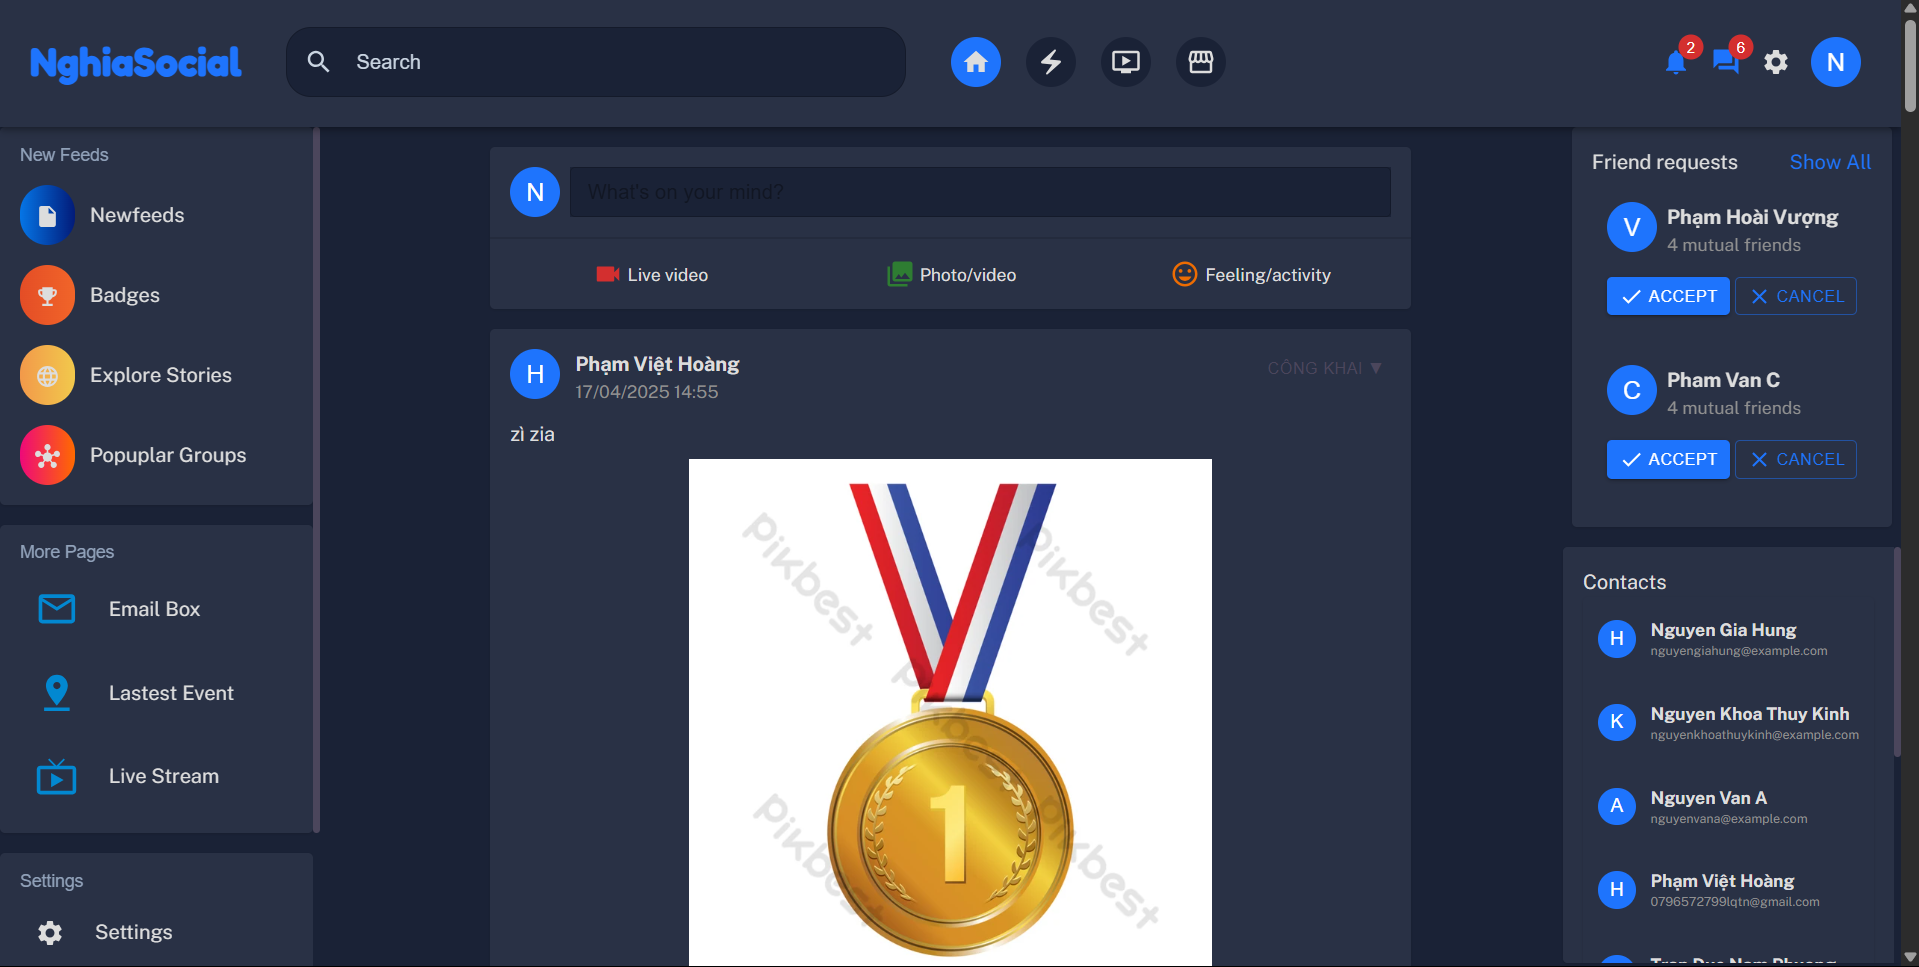 NghiaSocial
Search
2
6
N
New Feeds
Newfeeds
Badges
Explore Stories
Popuplar Groups
More Pages
Email Box
Lastest Event
Live Stream
Settings
Settings
N
What's on your mind?
Live video
Photo/video
Feeling/activity
H
Phạm Việt Hoàng
17/04/2025 14:55
CÔNG KHAI ▼
zì zia
pikbest
pikbest
pikbest
1
pikbest
pikbest
Friend requests
Show All
V
Phạm Hoài Vượng
4 mutual friends
ACCEPT
CANCEL
C
Pham Van C
4 mutual friends
ACCEPT
CANCEL
Contacts
H
Nguyen Gia Hung
nguyengiahung@example.com
K
Nguyen Khoa Thuy Kinh
nguyenkhoathuykinh@example.com
A
Nguyen Van A
nguyenvana@example.com
H
Phạm Việt Hoàng
0796572799lqtn@gmail.com